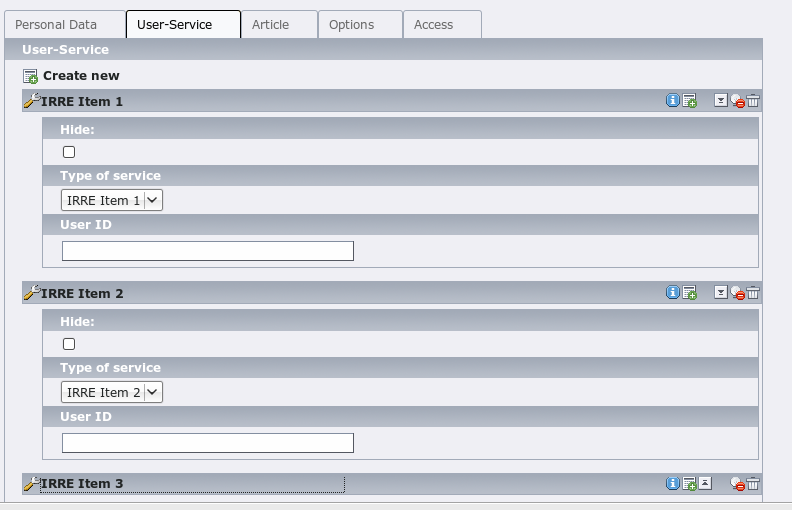 Personal Data User-Service Article Options Access
User-Service
Create new
IRRE Item 1
Hide:
Type of service
IRRE Item 1
User ID
IRRE Item 2
Hide:
Type of service
IRRE Item 2
User ID
IRRE Item 3